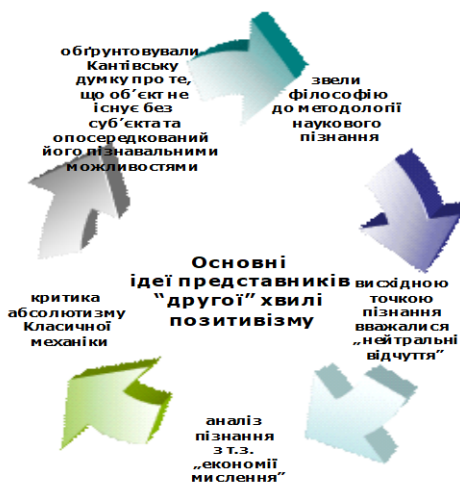 обґрунтовували
Кантівську
думку про те,
що об’єкт не
існує без
суб’єкта та
опосередкований
його пізнавальними
можливостями
звели
філософію
до методології
наукового
пізнання
Основні
ідеї представників
“другої” хвилі
позитивізму
висхідною
точкою
пізнання
вважалися
„нейтральні
відчуття”
критика
абсолютизму
Класичної
механіки
аналіз
пізнання
з т.з.
„економії
мислення”